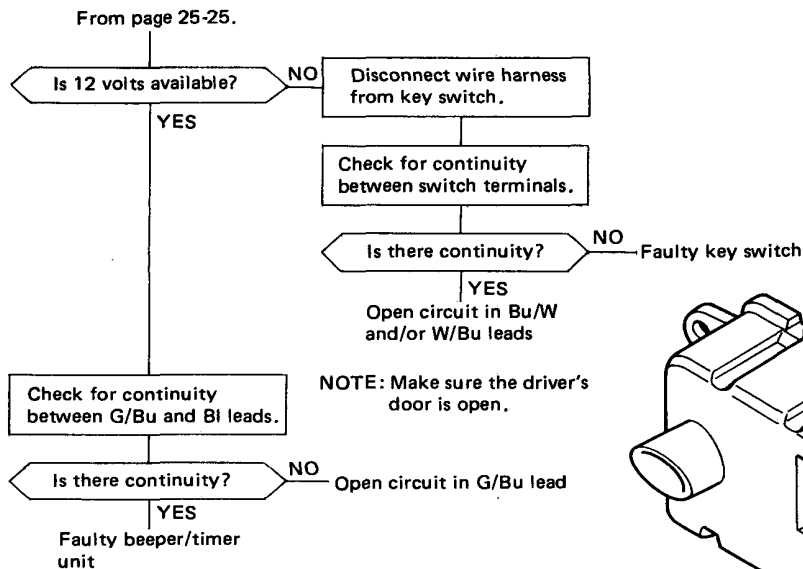 From page 25-25.
Is 12 volts available?
NO
YES
Disconnect wire harness
from key switch.
Check for continuity
between switch terminals.
Is there continuity?
NO
Faulty key switch
YES
Open circuit in Bu/W
and/or W/Bu leads
Check for continuity
between G/Bu and Bl leads.
NOTE: Make sure the driver's
door is open.
Is there continuity?
NO
Open circuit in G/Bu lead
YES
Faulty beeper/timer
unit